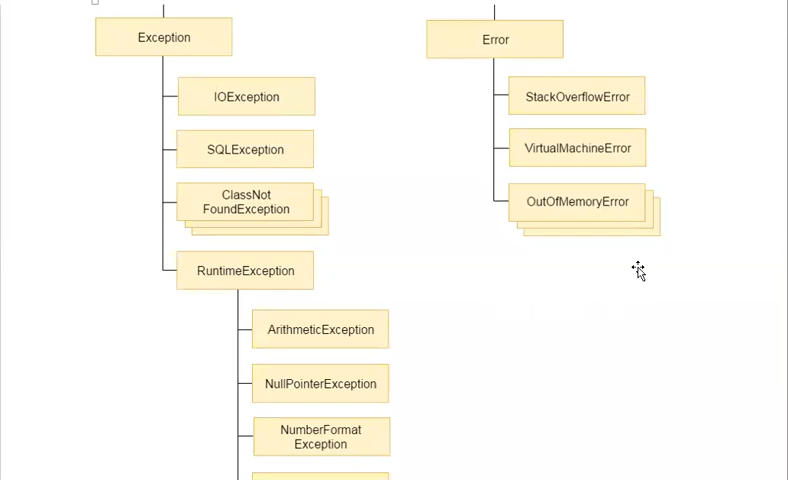 Exception
IOException
SQLException
ClassNot
FoundException
RuntimeException
ArithmeticException
NullPointerException
NumberFormat
Exception
Error
StackOverflowError
VirtualMachineError
OutOfMemoryError